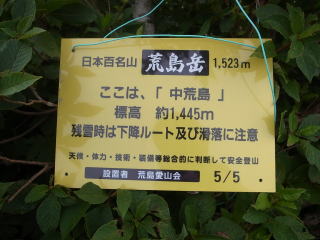 日本百名山 荒島岳 1,523m
ここは、「 中荒島 」
標高 約1,445m
残雪時は下降ルート及び滑落に注意
天候・体力・技術・装備等総合的に判断して安全登山
設置者 荒島愛山会 5/5